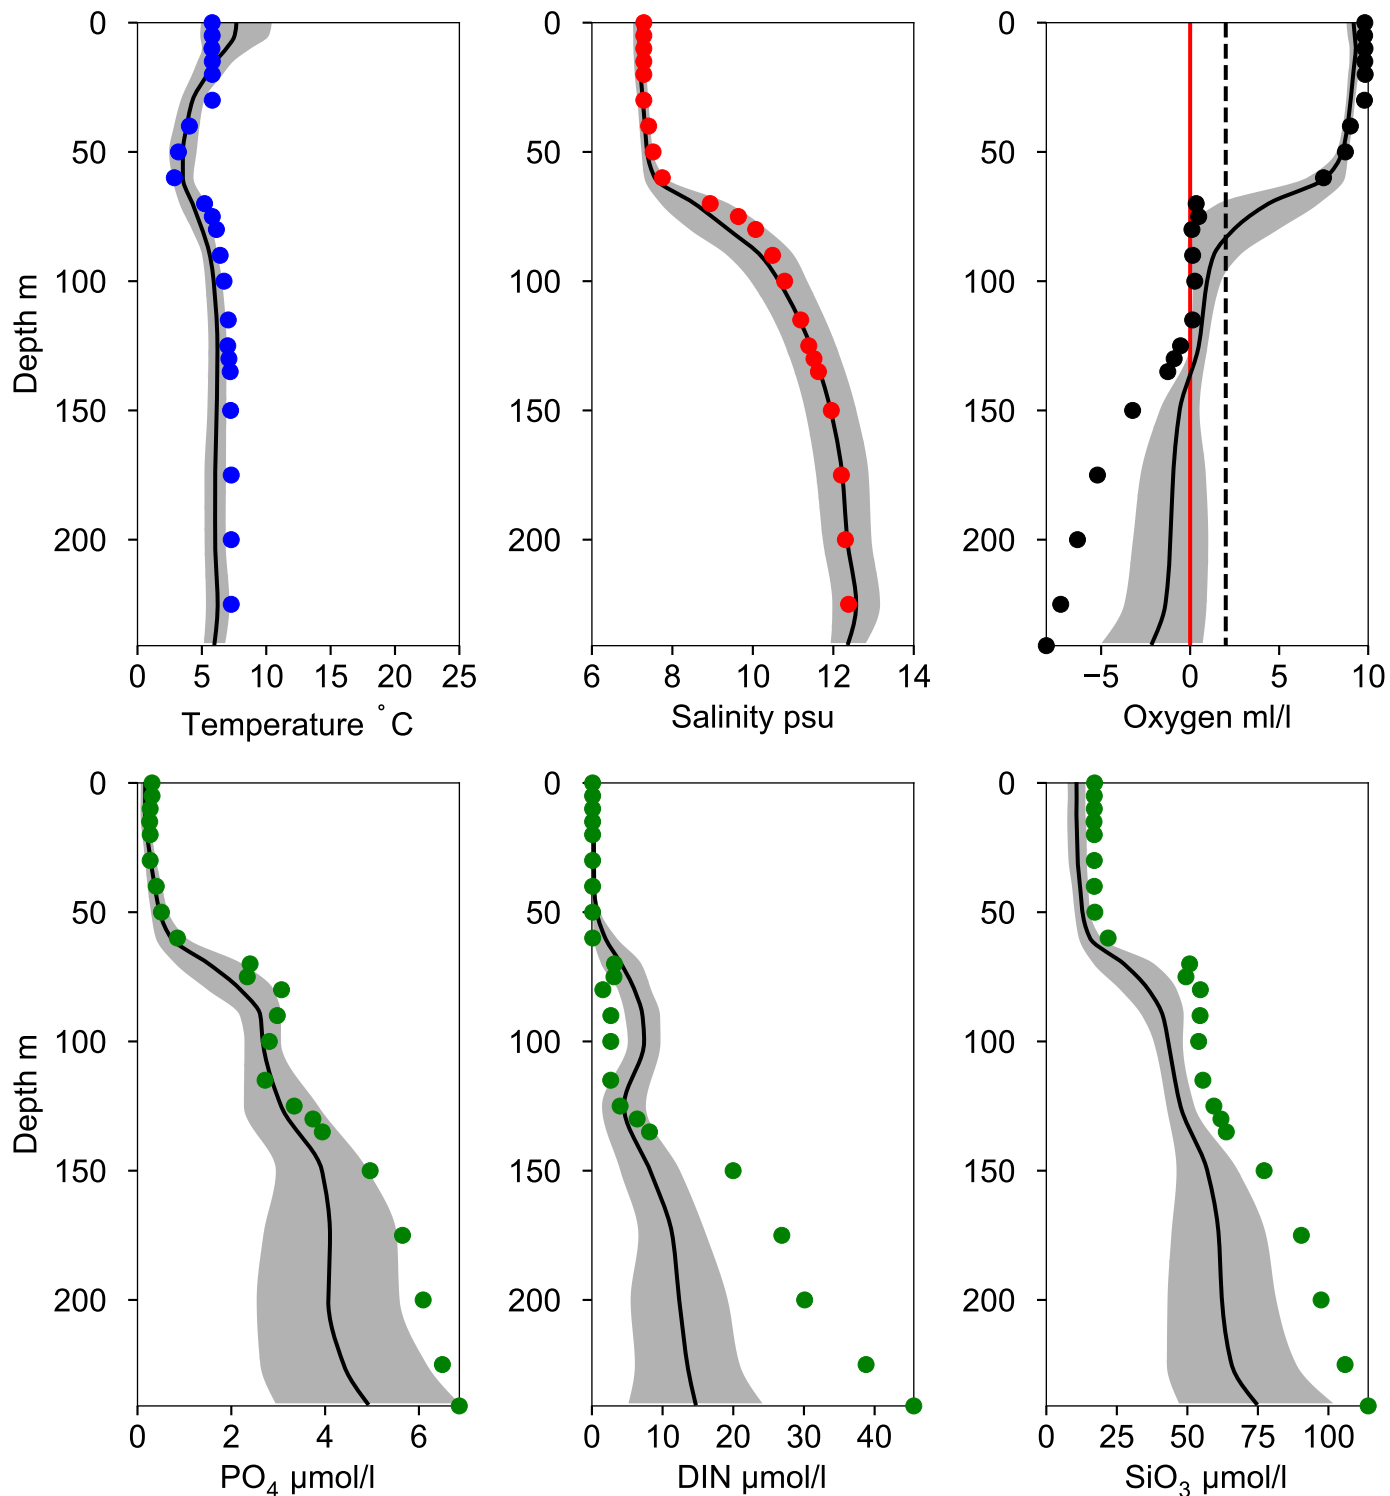 0
50
100
150
200
Depth m
0 5 10 15 20 25
Temperature °C
0
50
100
150
200
6 8 10 12 14
Salinity psu
0
50
100
150
200
−5 0 5 10
Oxygen ml/l
0
50
100
150
200
Depth m
0 2 4 6
PO₄ µmol/l
0
50
100
150
200
0 10 20 30 40
DIN µmol/l
0
50
100
150
200
0 25 50 75 100
SiO₃ µmol/l